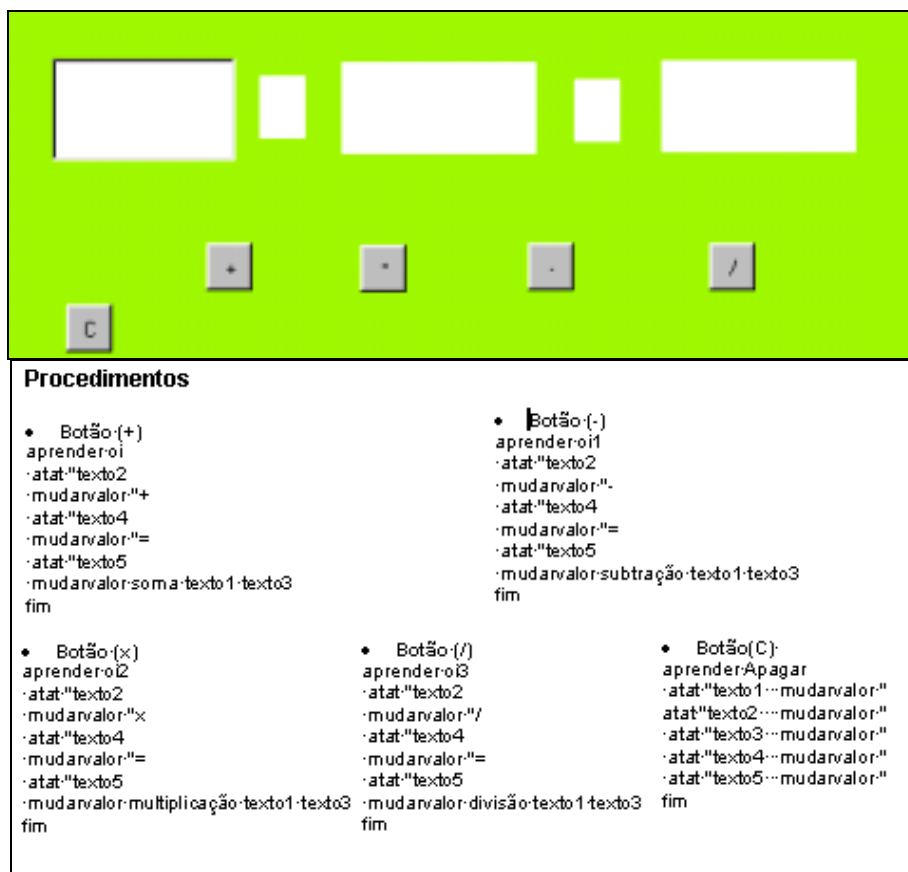 + * - /
C
Procedimentos
• Botão·(+)
aprender·oi
·atat·"texto2
·mudarvalor·"+
·atat·"texto4
·mudarvalor·"=
·atat·"texto5
·mudarvalor·soma·texto1·texto3
fim
• Botão·(-)
aprender·oi1
·atat·"texto2
·mudarvalor·"-
·atat·"texto4
·mudarvalor·"=
·atat·"texto5
·mudarvalor·subtração·texto1·texto3
fim
• Botão·(x)
aprender·oi2
·atat·"texto2
·mudarvalor·"x
·atat·"texto4
·mudarvalor·"=
·atat·"texto5
·mudarvalor·multiplicação·texto1·texto3
fim
• Botão·(/)
aprender·oi3
·atat·"texto2
·mudarvalor·"/
·atat·"texto4
·mudarvalor·"=
·atat·"texto5
·mudarvalor·divisão·texto1·texto3
fim
• Botão(C)·
aprender·Apagar
·atat·"texto1···mudarvalor·"
atat"texto2····mudarvalor·"
·atat·"texto3···mudarvalor·"
·atat·"texto4···mudarvalor·"
·atat·"texto5···mudarvalor·"
fim